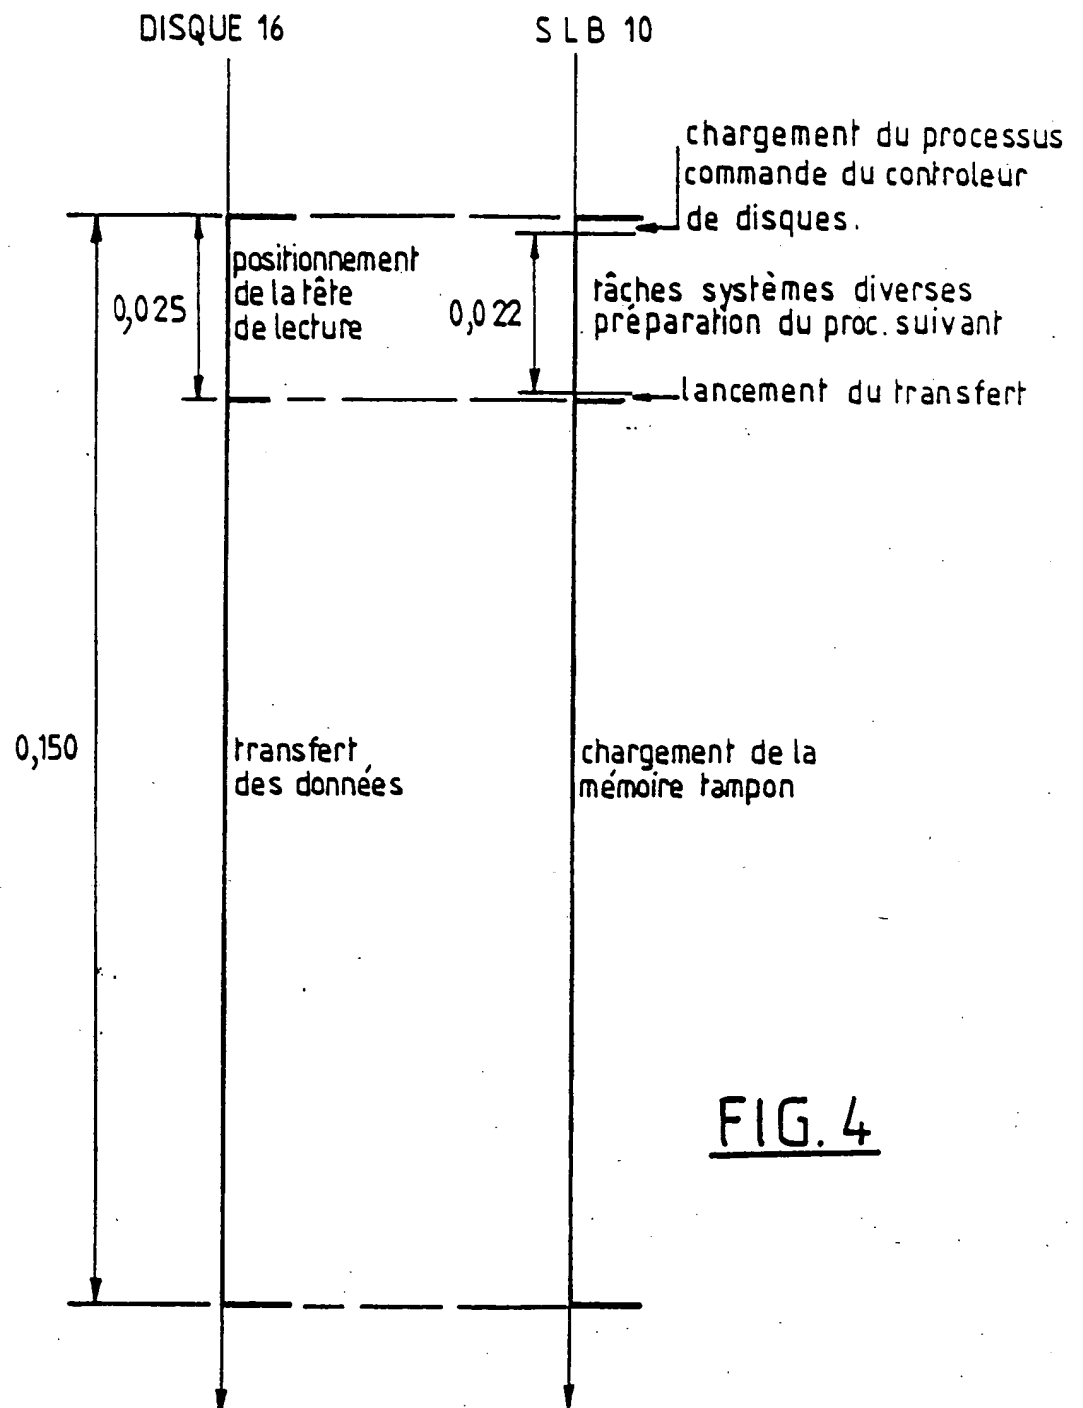 DISQUE 16
SLB 10
chargement du processus
commande du controleur
de disques.
positionnement
de la tête
de lecture
0,025
0,022
tâches systèmes diverses
préparation du proc. suivant
lancement du transfert
0,150
transfert
des données
chargement de la
mémoire tampon
FIG. 4